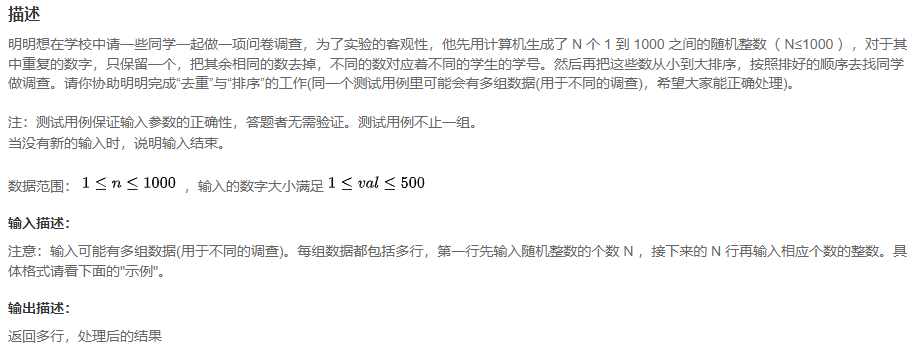 描述
明明想在学校中请一些同学一起做一项问卷调查，为了实验的客观性，他先用计算机生成了 N 个 1 到 1000 之间的随机整数（ N≤1000 ），对于其
中重复的数字，只保留一个，把其余相同的数去掉，不同的数对应着不同的学生的学号。然后再把这些数从小到大排序，按照排好的顺序去找同学
做调查。请你协助明明完成“去重”与“排序”的工作(同一个测试用例里可能会有多组数据(用于不同的调查)，希望大家能正确处理)。
注：测试用例保证输入参数的正确性，答题者无需验证。测试用例不止一组。
当没有新的输入时，说明输入结束。
数据范围： 1 ≤ n ≤ 1000 ，输入的数字大小满足 1 ≤ val ≤ 500
输入描述：
注意：输入可能有多组数据(用于不同的调查)。每组数据都包括多行，第一行先输入随机整数的个数 N ，接下来的 N 行再输入相应个数的整数。具
体格式请看下面的"示例"。
输出描述：
返回多行，处理后的结果